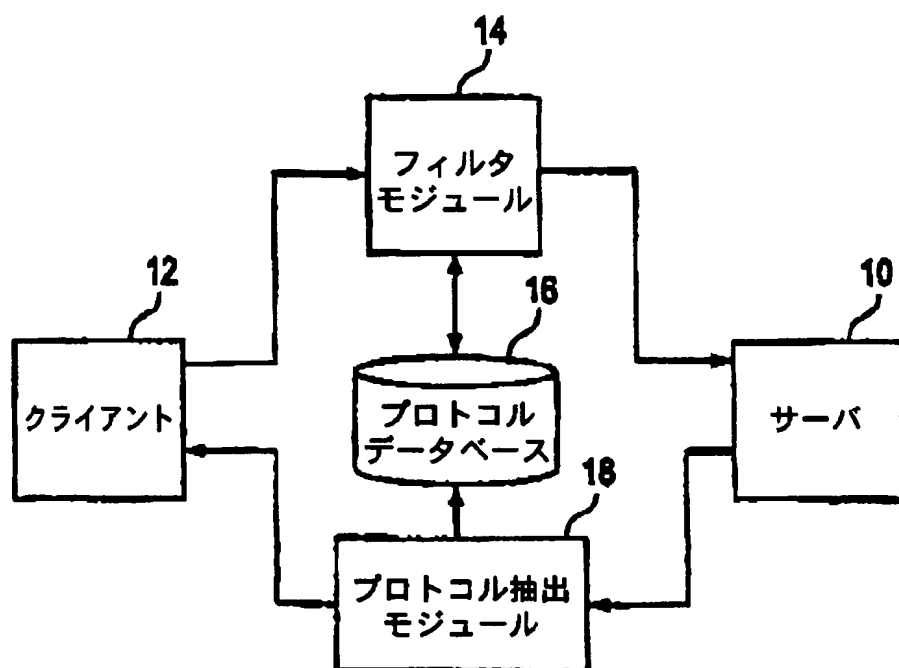 14
フィルタ
モジュール
12
クライアント
16
プロトコル
データベース
10
サーバ
18
プロトコル抽出
モジュール